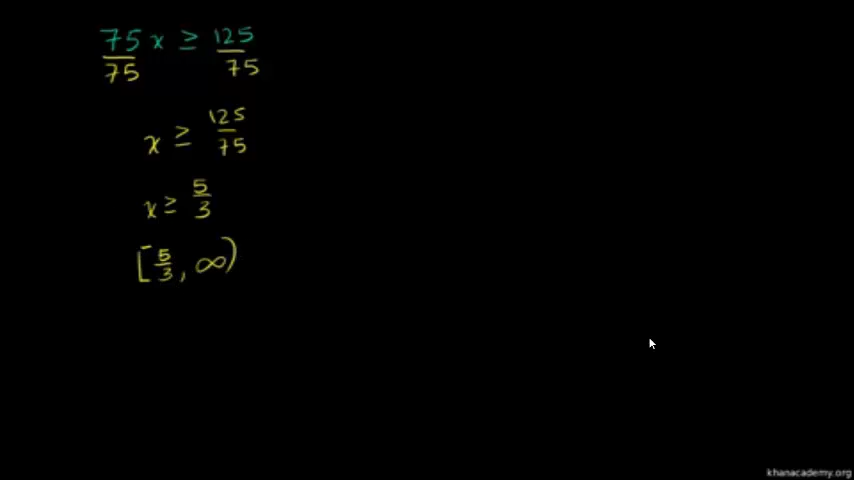 75x ≥ 125
75 75
x ≥ 125/75
x ≥ 5/3
[5/3, ∞)
khanacademy.org